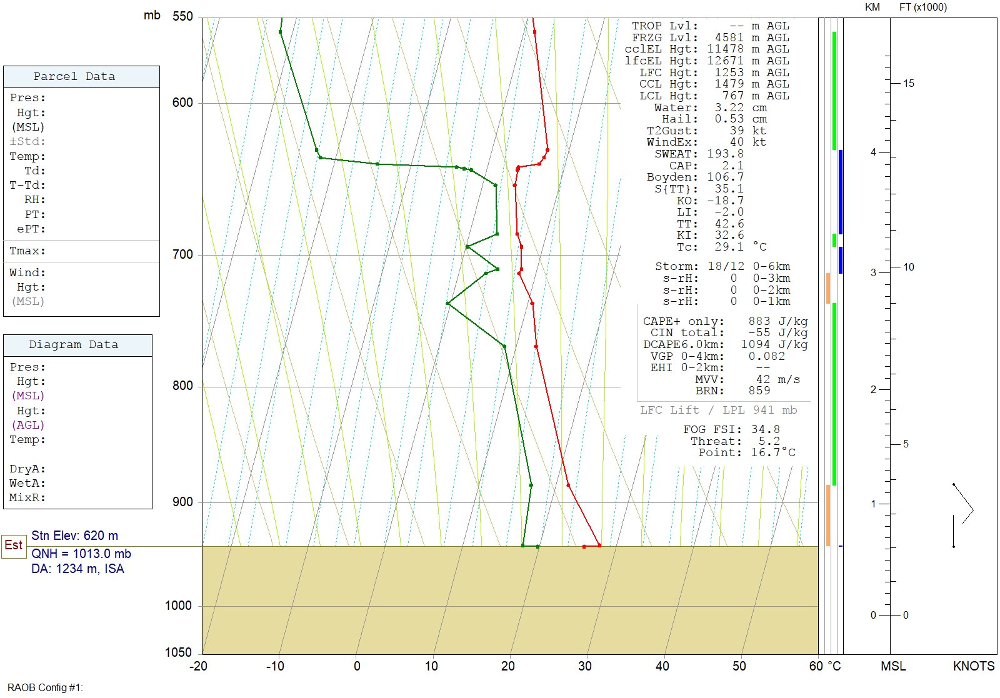 mb
550
600
700
800
900
1000
1050
Parcel Data
Pres:
Hgt:
(MSL)
±Std:
Temp:
Td:
T-Td:
RH:
PT:
ePT:
Tmax:
Wind:
Hgt:
(MSL)
Diagram Data
Pres:
Hgt:
(MSL)
Hgt:
(AGL)
Temp:
DryA:
WetA:
MixR:
Est
Stn Elev: 620 m
QNH = 1013.0 mb
DA: 1234 m, ISA
TROP Lvl: -- m AGL
FRZG Lvl: 4581 m AGL
cclEL Hgt: 11478 m AGL
lfcEL Hgt: 12671 m AGL
LFC Hgt: 1253 m AGL
CCL Hgt: 1479 m AGL
LCL Hgt: 767 m AGL
Water: 3.22 cm
Hail: 0.53 cm
T2Gust: 39 kt
WindEx: 40 kt
SWEAT: 193.8
CAP: 2.1
Boyden: 106.7
S{TT}: 35.1
KO: -18.7
LI: -2.0
TT: 42.6
KI: 32.6
Tc: 29.1 °C
Storm: 18/12 0-6km
s-rH: 0 0-3km
s-rH: 0 0-2km
s-rH: 0 0-1km
CAPE+ only: 883 J/kg
CIN total: -55 J/kg
DCAPE6.0km: 1094 J/kg
VGP 0-4km: 0.082
EHI 0-2km: --
MVV: 42 m/s
BRN: 859
LFC Lift / LPL 941 mb
FOG FSI: 34.8
Threat: 5.2
Point: 16.7°C
KM FT (x1000)
15
4
3 10
2
5
1
0 0
-20 -10 0 10 20 30 40 50 60 °C MSL KNOTS
RAOB Config #1: